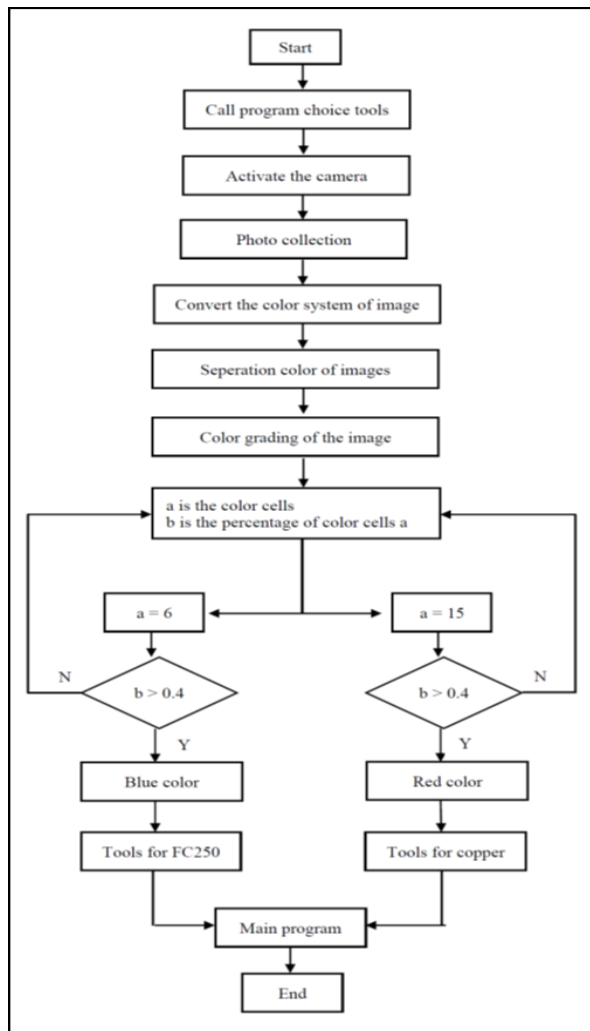 Start
Call program choice tools
Activate the camera
Photo collection
Convert the color system of image
Seperation color of images
Color grading of the image
a is the color cells
b is the percentage of color cells a
a = 6
a = 15
N
b > 0.4
b > 0.4
N
Y
Y
Blue color
Red color
Tools for FC250
Tools for copper
Main program
End